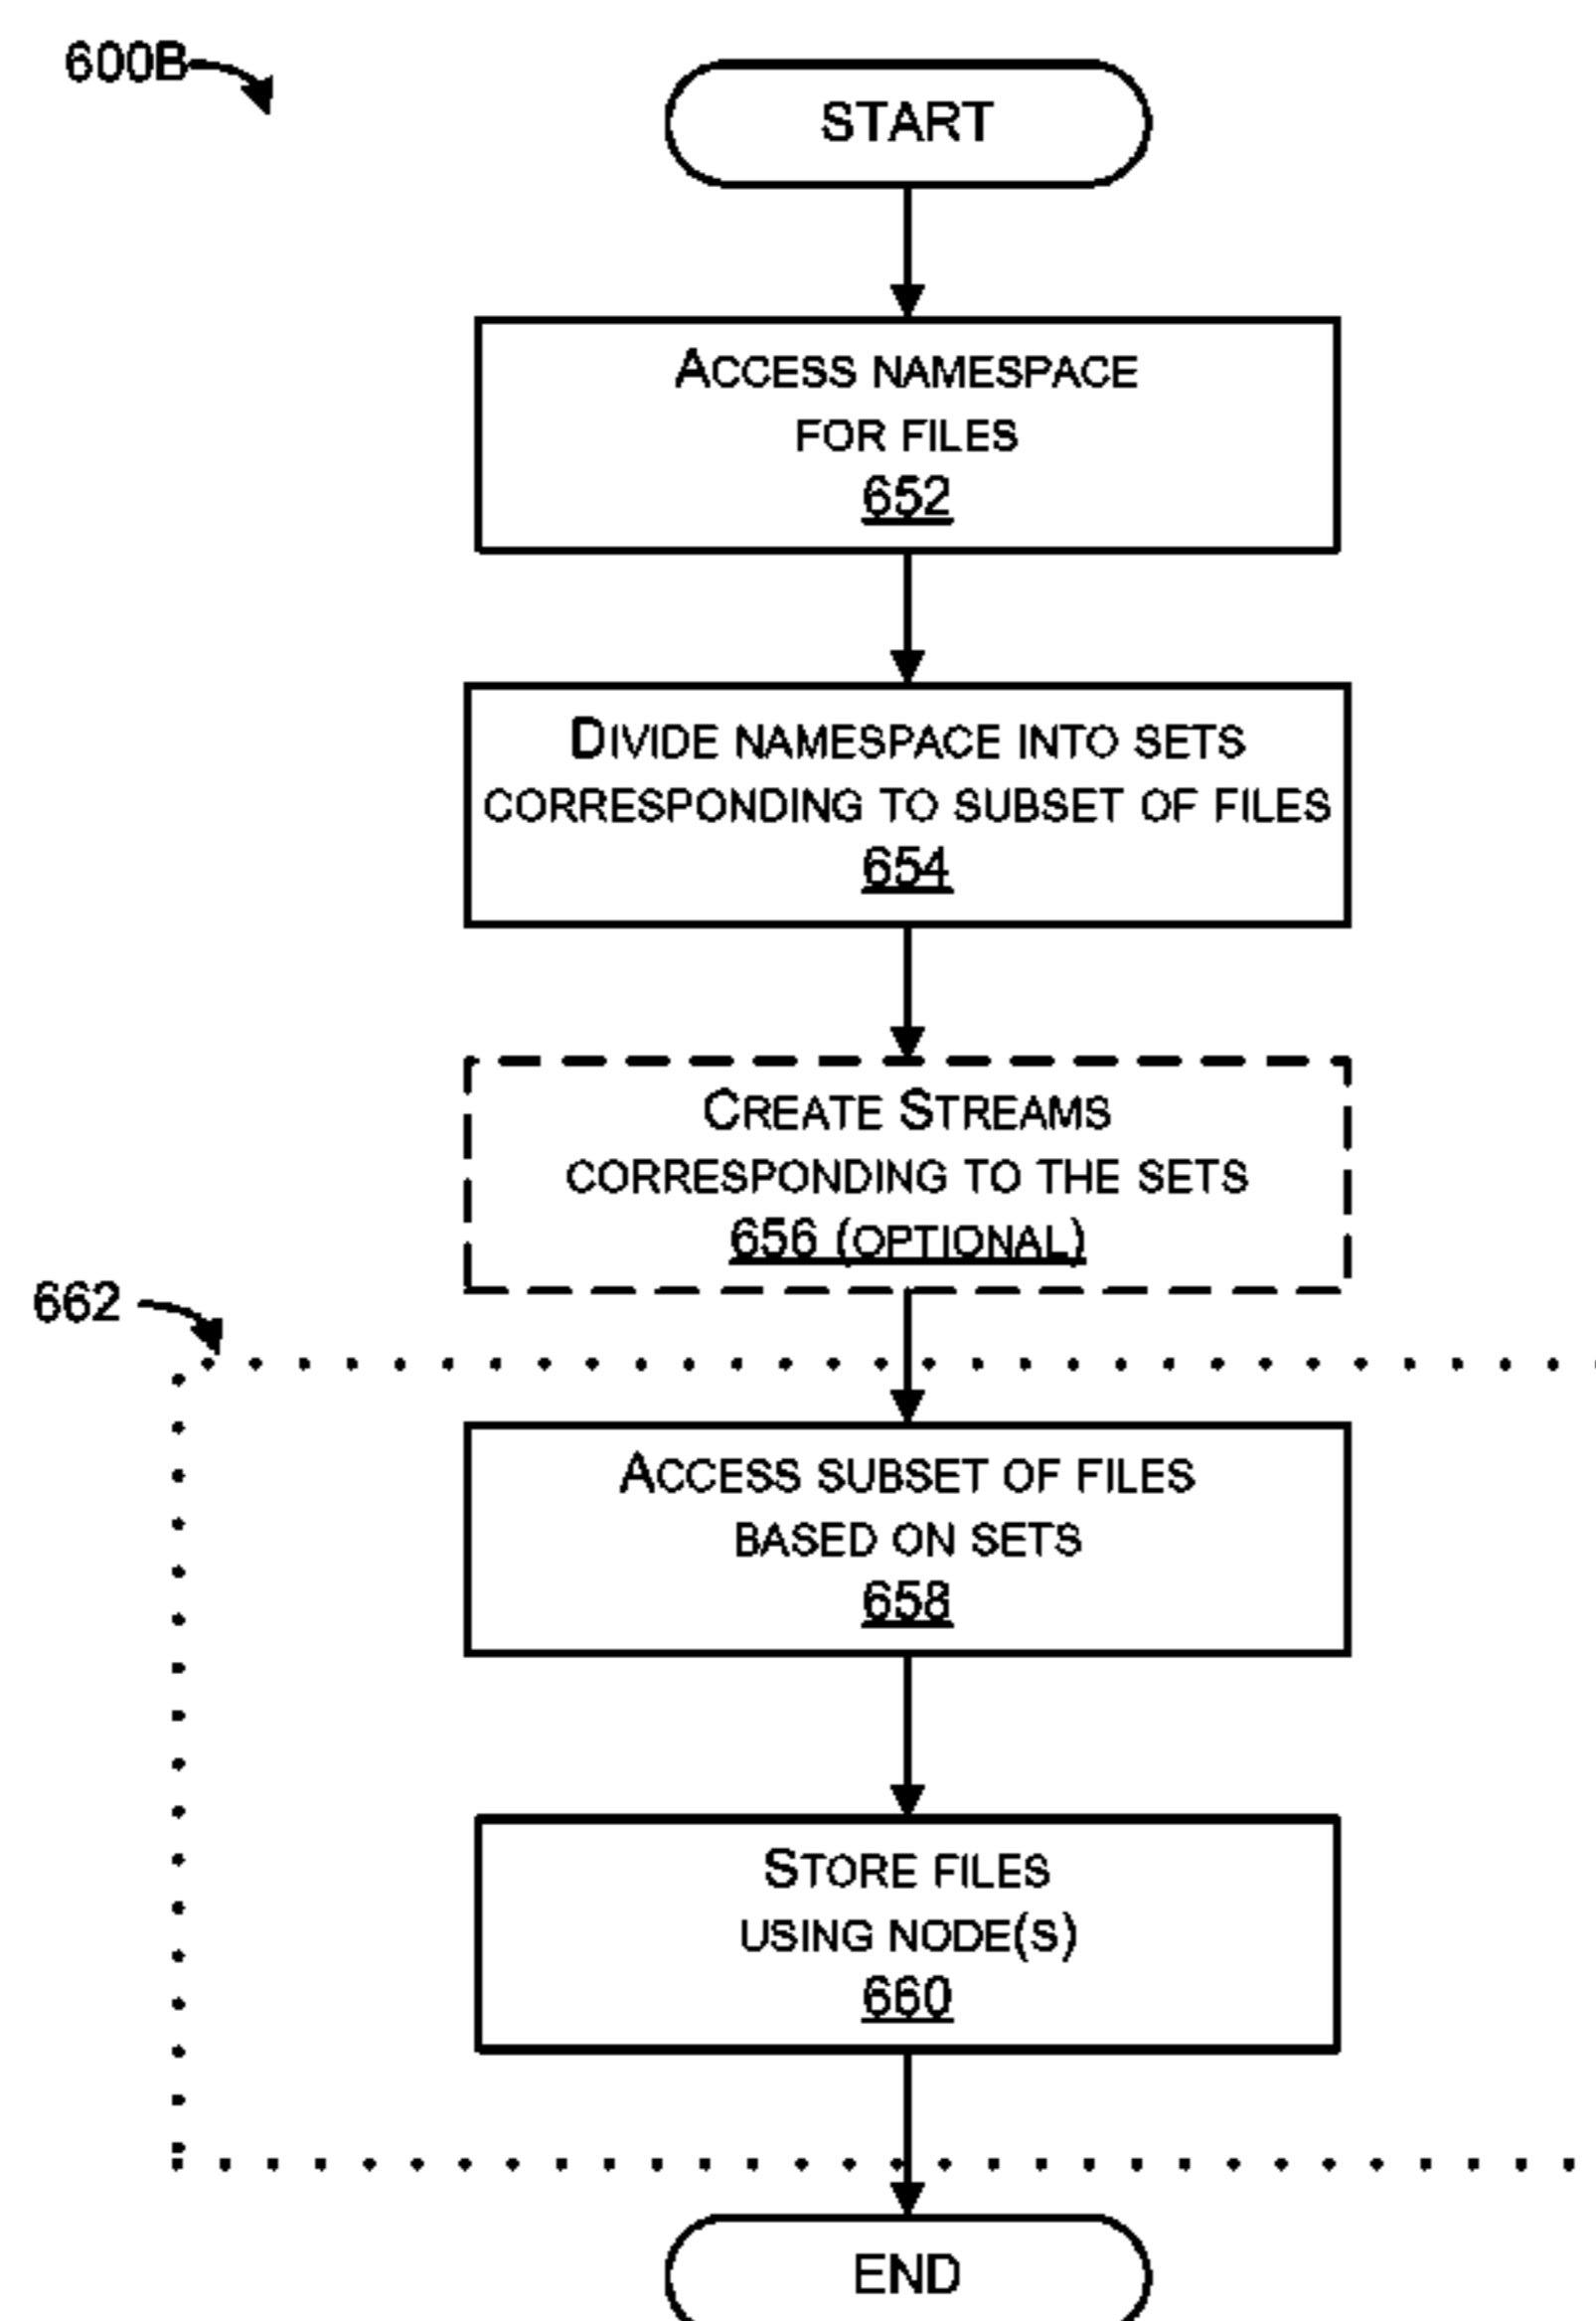 600B
START
ACCESS NAMESPACE
FOR FILES
652
DIVIDE NAMESPACE INTO SETS
CORRESPONDING TO SUBSET OF FILES
654
CREATE STREAMS
CORRESPONDING TO THE SETS
656 (OPTIONAL)
662
ACCESS SUBSET OF FILES
BASED ON SETS
658
STORE FILES
USING NODE(S)
660
END